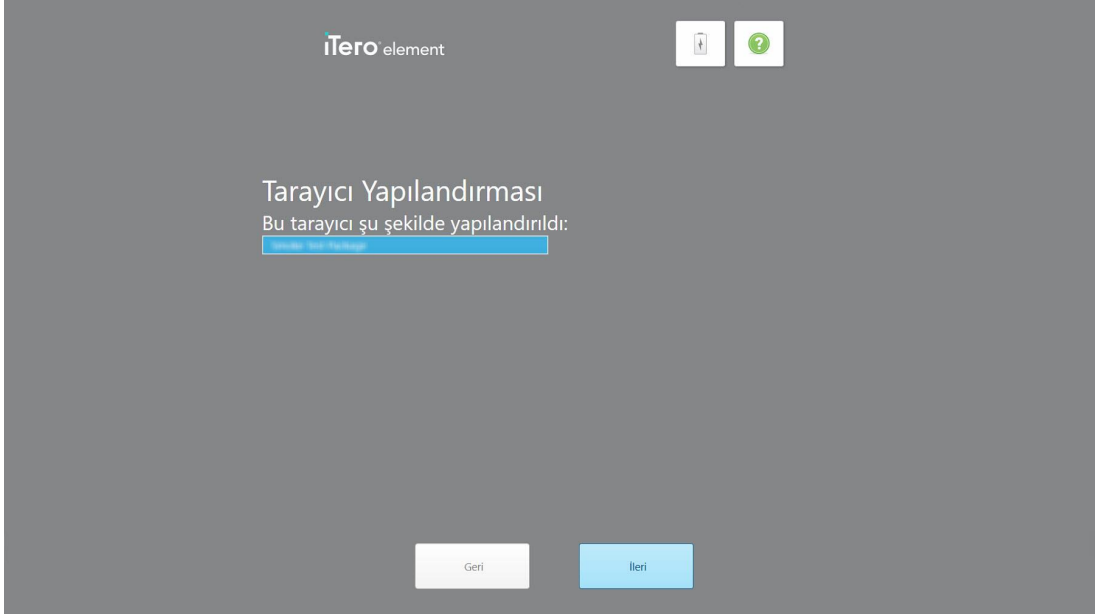 iTero element
?
Tarayıcı Yapılandırması
Bu tarayıcı şu şekilde yapılandırıldı:
Geri
İleri